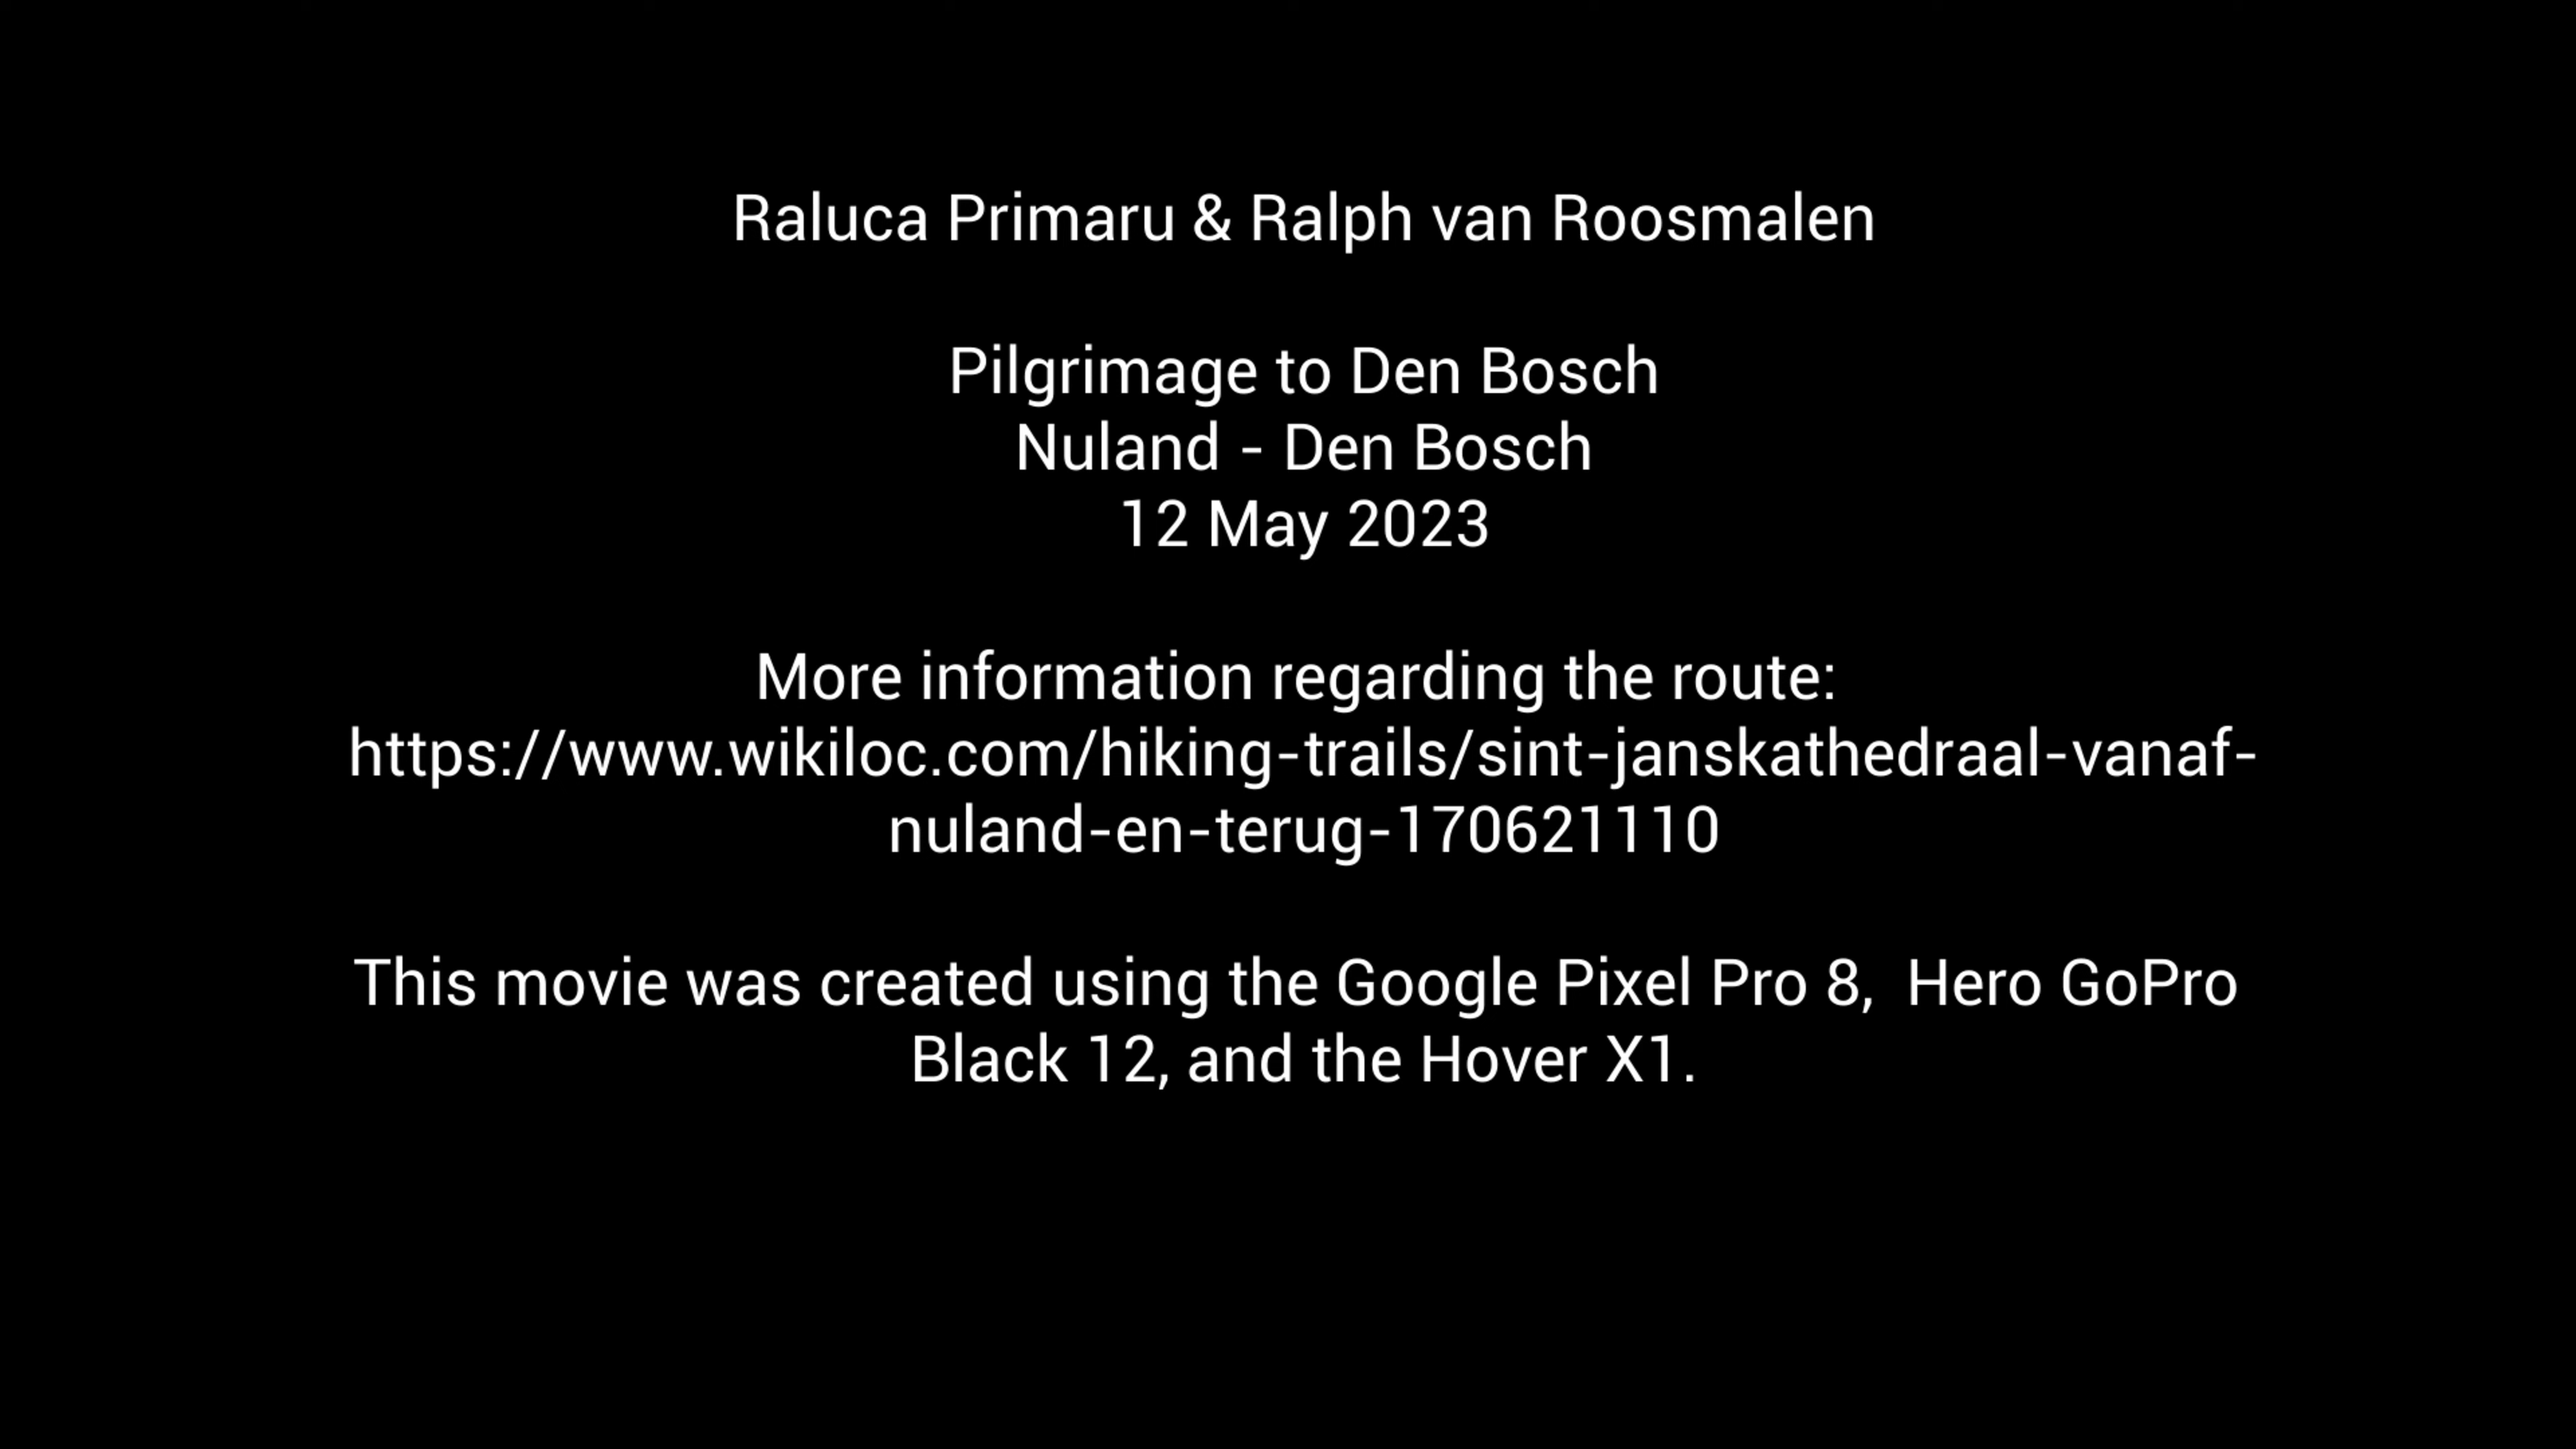 Raluca Primaru & Ralph van Roosmalen
Pilgrimage to Den Bosch
Nuland - Den Bosch
12 May 2023
More information regarding the route:
https://www.wikiloc.com/hiking-trails/sint-janskathedraal-vanaf-
nuland-en-terug-170621110
This movie was created using the Google Pixel Pro 8,  Hero GoPro
Black 12, and the Hover X1.